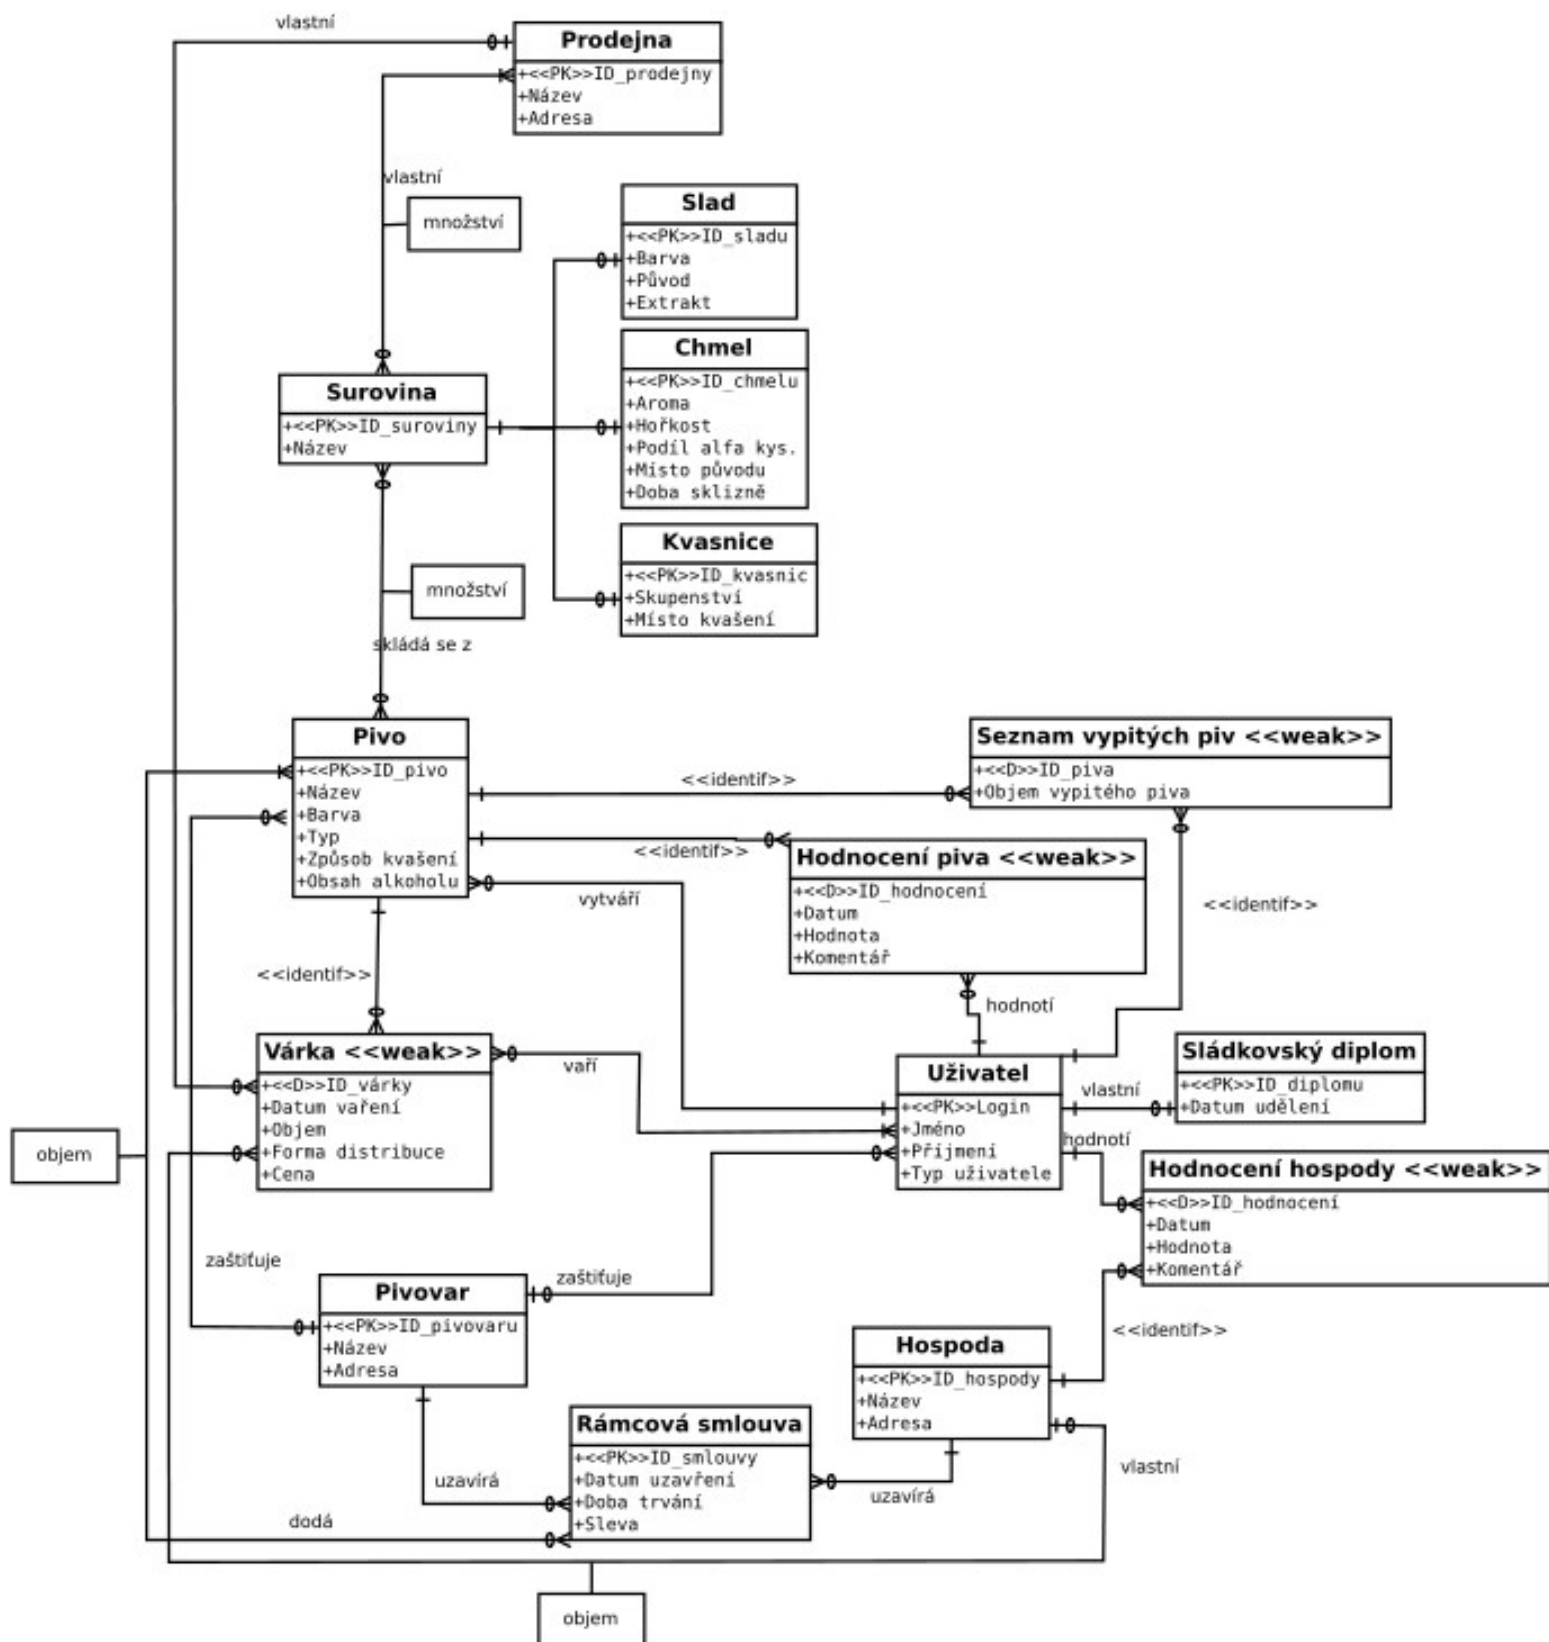 vlastní
Prodejna
+<<PK>>ID_prodejny
+Název
+Adresa
vlastní
množství
Slad
+<<PK>>ID_sladu
+Barva
+Původ
+Extrakt
Chmel
+<<PK>>ID_chmelu
+Aroma
+Hořkost
+Podíl alfa kys.
+Místo původu
+Doba sklizně
Surovina
+<<PK>>ID_suroviny
+Název
Kvasnice
+<<PK>>ID_kvasnic
+Skupenství
+Místo kvašení
množství
skládá se z
Pivo
+<<PK>>ID_pivo
+Název
+Barva
+Typ
+Způsob kvašení
+Obsah alkoholu
<<identif>>
Seznam vypitých piv <<weak>>
+<<D>>ID_piva
+Objem vypitého piva
<<identif>>
Hodnocení piva <<weak>>
+<<D>>ID_hodnocení
+Datum
+Hodnota
+Komentář
vytváří
<<identif>>
<<identif>>
hodnotí
Várka <<weak>>
+<<D>>ID_várky
+Datum vaření
+Objem
+Forma distribuce
+Cena
vaří
Uživatel
+<<PK>>Login
+Jméno
+Příjmení
+Typ uživatele
vlastní
Sládkovský diplom
+<<PK>>ID_diplomu
+Datum udělení
hodnotí
objem
Hodnocení hospody <<weak>>
+<<D>>ID_hodnocení
+Datum
+Hodnota
+Komentář
zaštiťuje
Pivovar
+<<PK>>ID_pivovaru
+Název
+Adresa
zaštiťuje
<<identif>>
Hospoda
+<<PK>>ID_hospody
+Název
+Adresa
Rámcová smlouva
+<<PK>>ID_smlouvy
+Datum uzavření
+Doba trvání
+Sleva
uzavírá
uzavírá
vlastní
dodá
objem